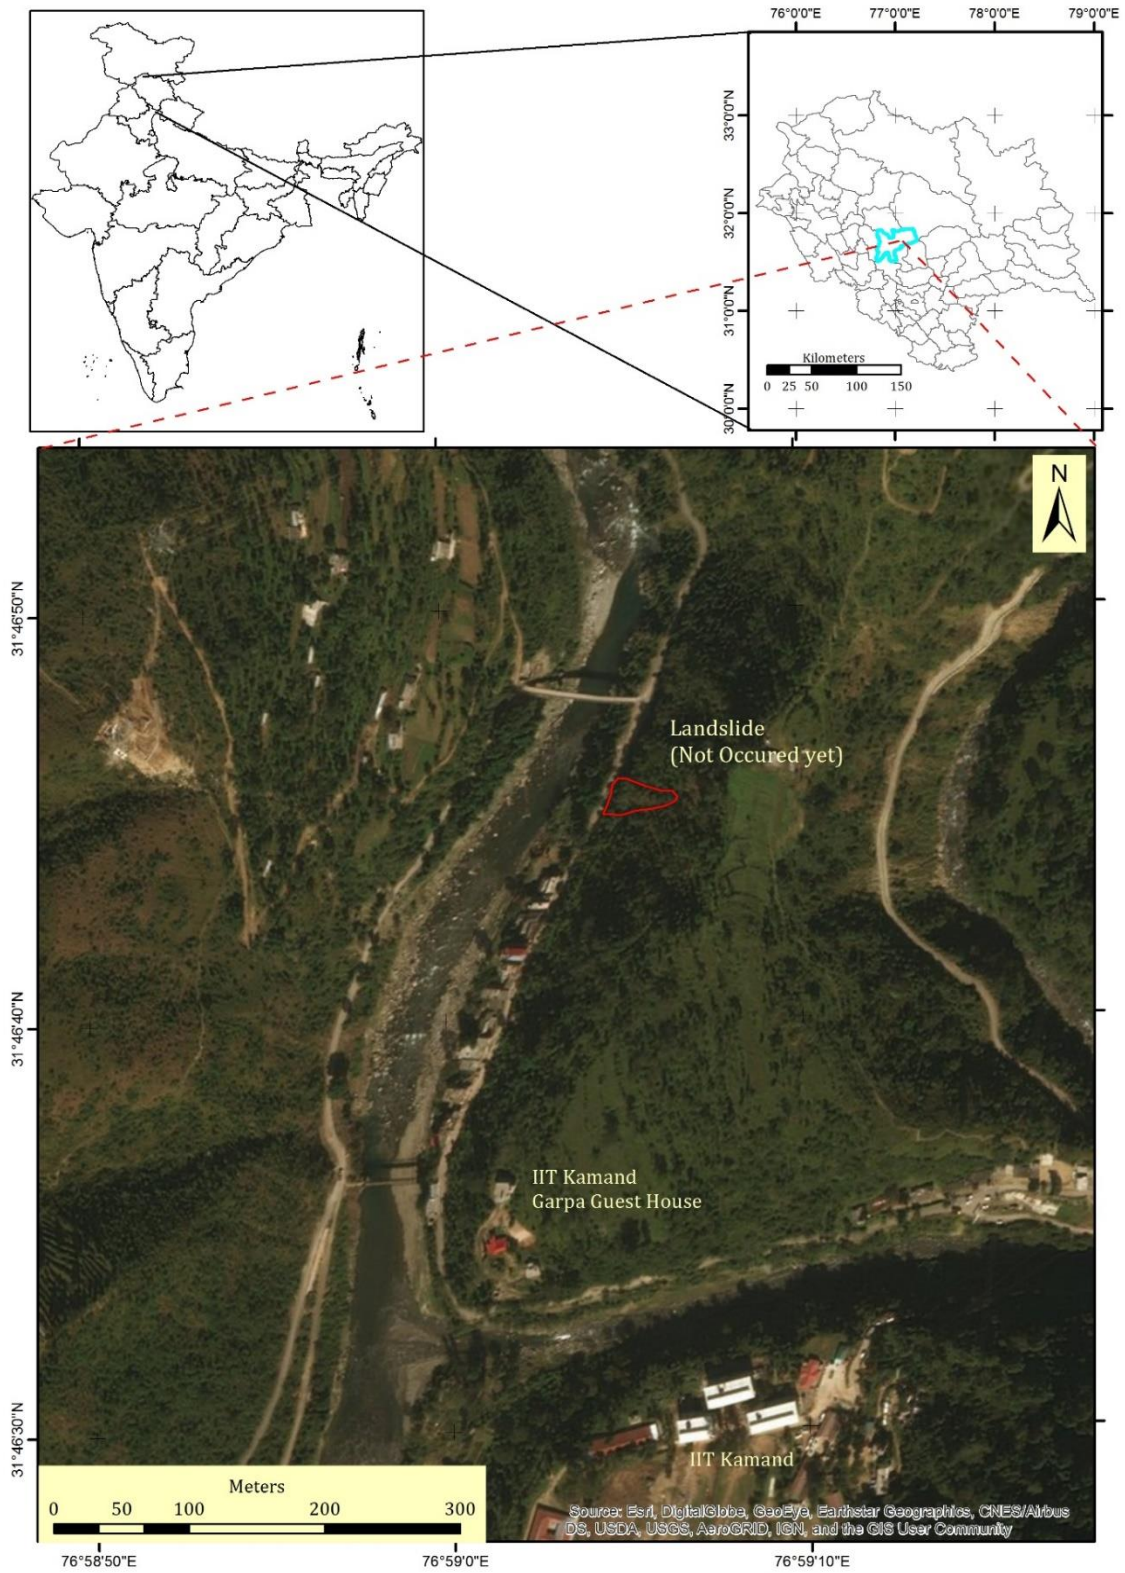 76°0'0"E 77°0'0"E 78°0'0"E 79°0'0"E
33°0'0"N
32°0'0"N
31°0'0"N
30°0'0"N
Kilometers
0 25 50 100 150
N
31°46'50"N
Landslide
(Not Occured yet)
31°46'40"N
IIT Kamand
Garpa Guest House
31°46'30"N
IIT Kamand
Meters
0 50 100 200 300
Source: Esri, DigitalGlobe, GeoEye, Earthstar Geographics, CNES/Airbus
DS, USDA, USGS, AeroGRID, IGN, and the GIS User Community
76°58'50"E 76°59'0"E 76°59'10"E